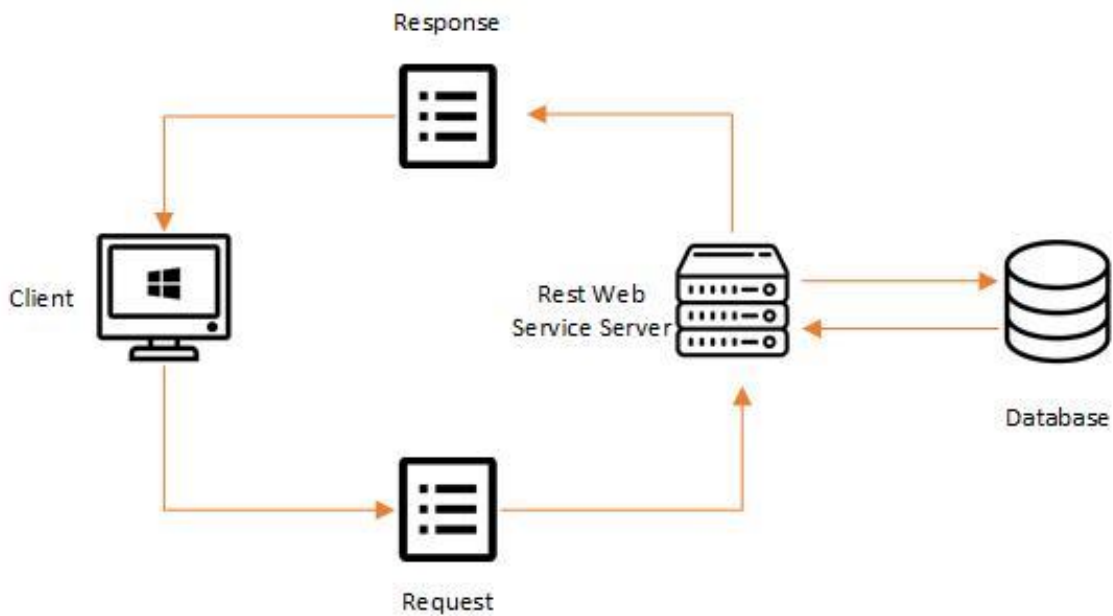 Response
Client
Rest Web
Service Server
Database
Request